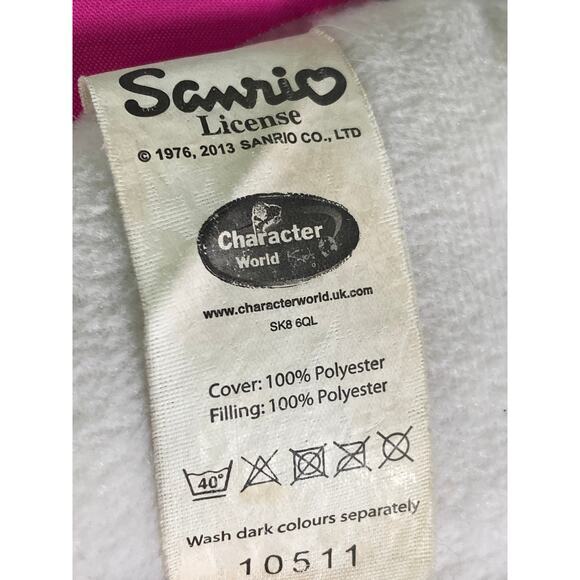 Sanrio
License
© 1976, 2013 SANRIO CO., LTD
Character
World
www.characterworld.uk.com
SK8 6QL
Cover: 100% Polyester
Filling: 100% Polyester
40°
Wash dark colours separately
10511